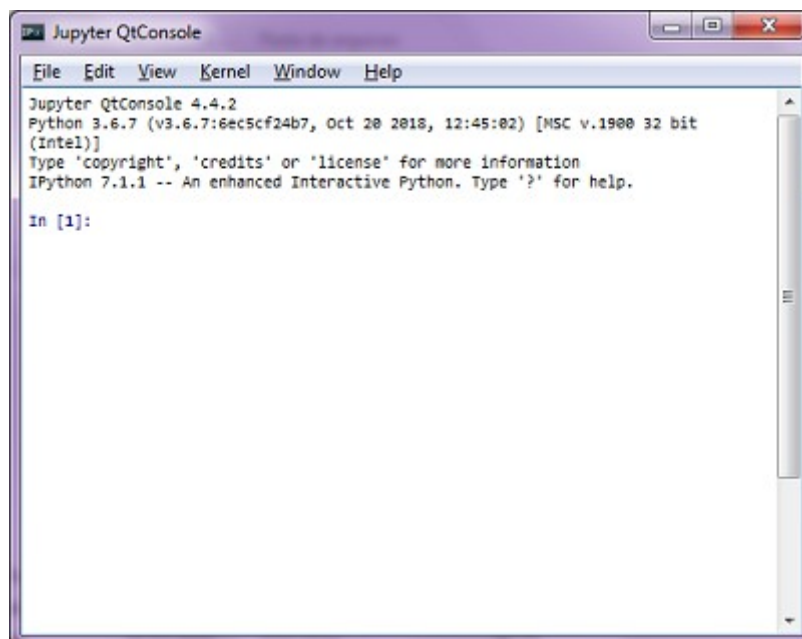 Jupyter QtConsole
File Edit View Kernel Window Help
Jupyter QtConsole 4.4.2
Python 3.6.7 (v3.6.7:6ec5cf24b7, Oct 20 2018, 12:45:02) [MSC v.1900 32 bit
(Intel)]
Type 'copyright', 'credits' or 'license' for more information
IPython 7.1.1 -- An enhanced Interactive Python. Type '?' for help.
In [1]: